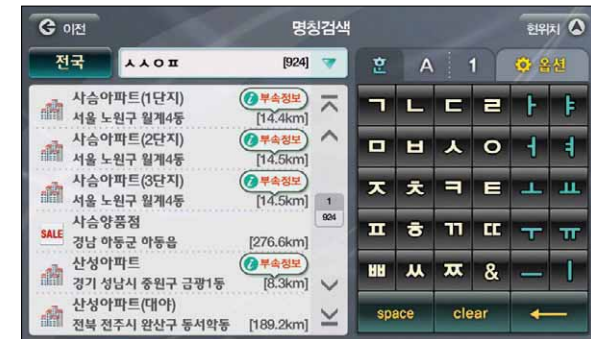 이전 명칭검색 현위치
전국 ㅅㅅㅇㅍ [924] 호 A 1 옵션
사슴아파트(1단지) 부속정보
서울 노원구 월계4동 [14.4km]
사슴아파트(2단지) 부속정보
서울 노원구 월계4동 [14.5km]
사슴아파트(3단지) 부속정보
서울 노원구 월계4동 [14.5km]
사슴양품점
SALE 경남 하동군 하동읍 [276.6km]
산성아파트 부속정보
경기 성남시 중원구 금광1동 [8.3km]
산성아파트(대아)
전북 전주시 완산구 동서학동 [189.2km]
1
924
ㄱ ㄴ ㄷ ㄹ ㅏ ㅑ
ㅁ ㅂ ㅅ ㅇ ㅓ ㅕ
ㅈ ㅊ ㅋ ㅌ ㅗ ㅛ
ㅍ ㅎ ㄲ ㄸ ㅜ ㅠ
ㅃ ㅆ ㅉ & ㅡ ㅣ
space clear